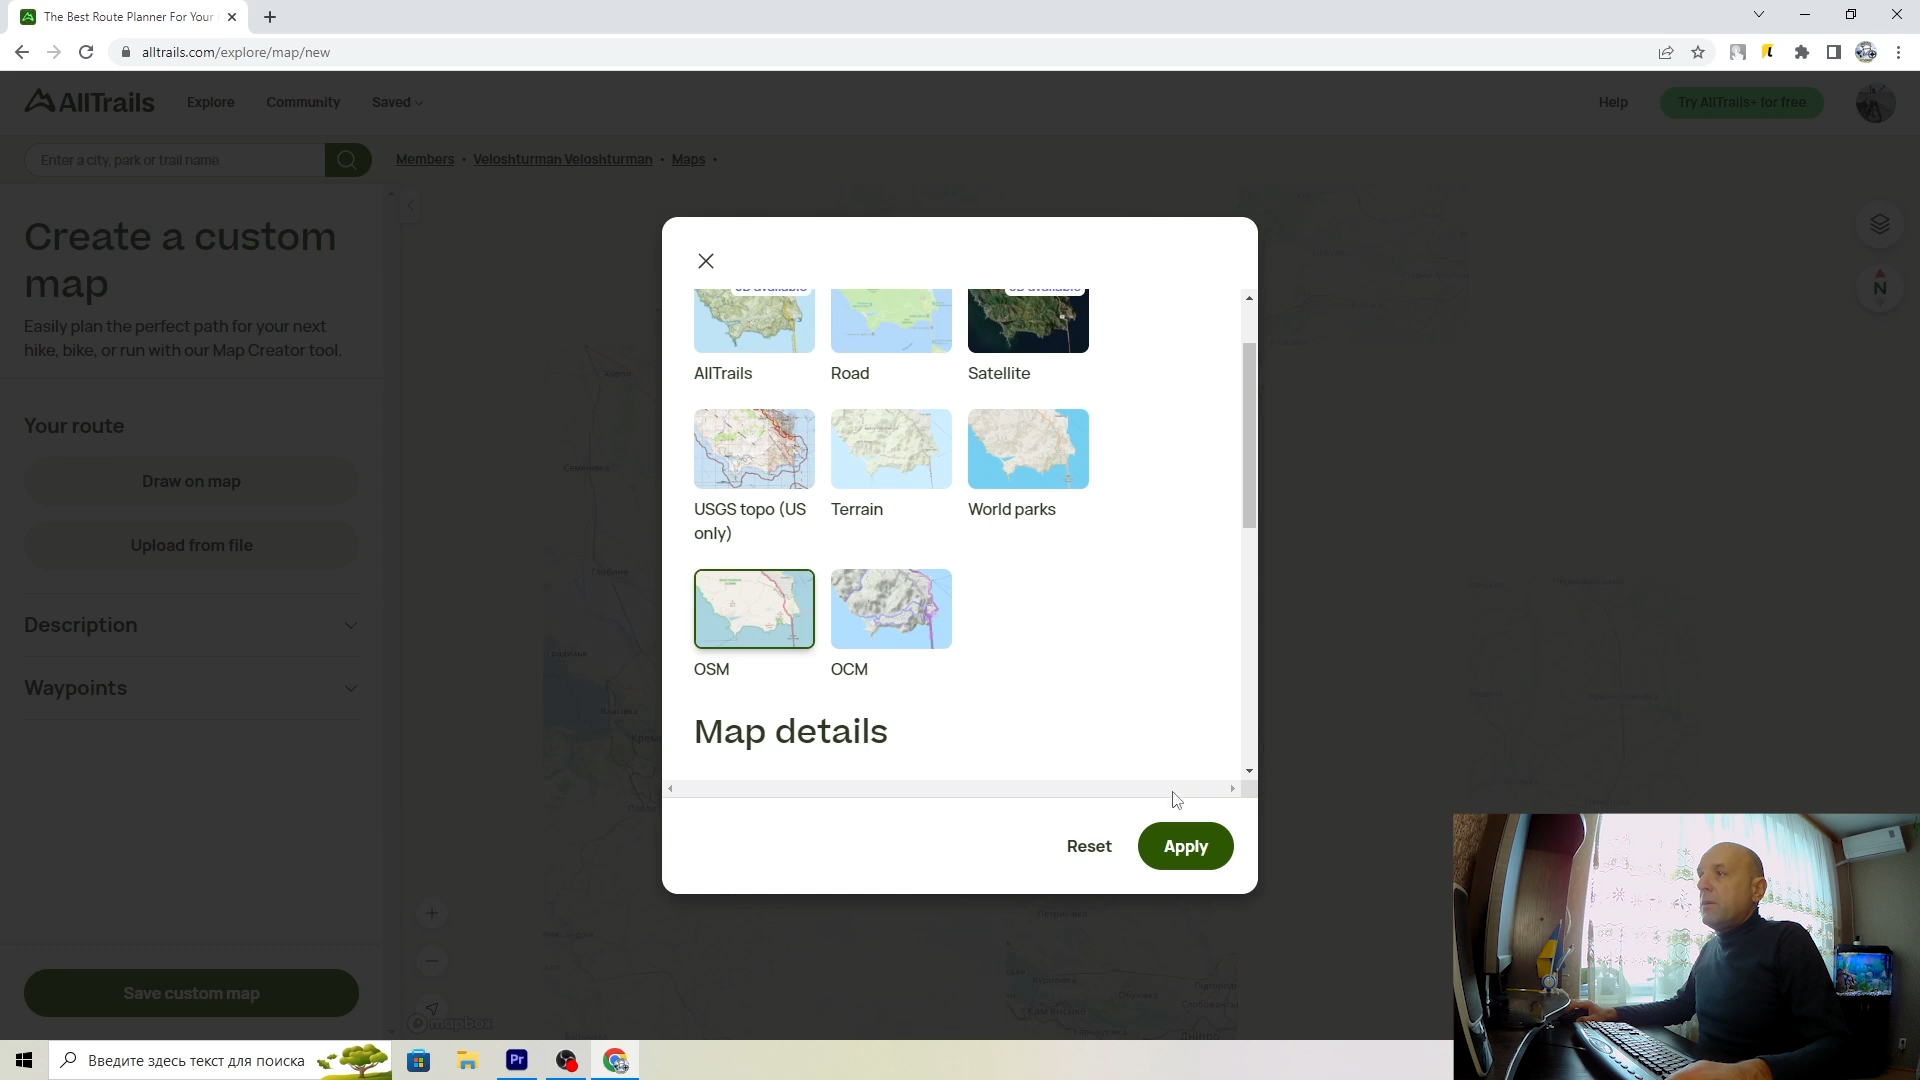 The Best Route Planner For Your
alltrails.com/explore/map/new
AllTrails
Explore
Community
Saved
Help
Try AllTrails+ for free
Enter a city, park or trail name
Members • Veloshturman Veloshturman • Maps •
Create a custom
map
Easily plan the perfect path for your next
hike, bike, or run with our Map Creator tool.
Your route
Draw on map
Upload from file
Description
Waypoints
Save custom map
AllTrails
Road
Satellite
USGS topo (US
only)
Terrain
World parks
OSM
OCM
Map details
Reset
Apply
N
Семенівка
Глобине
mapbox
Введите здесь текст для поиска
Pr